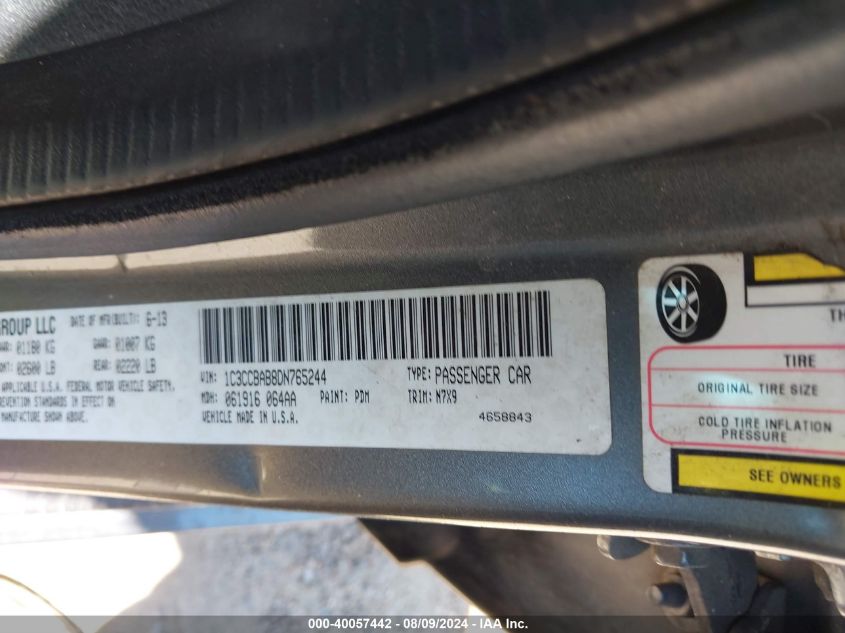 GROUP LLC DATE OF MFR(BUILT): 6-13
01180 KG GAWR: 01007 KG
02600 LB REAR: 02220 LB
APPLICABLE U.S.A. FEDERAL MOTOR VEHICLE SAFETY,
PREVENTION STANDARDS IN EFFECT ON
MANUFACTURE SHOWN ABOVE.
VIN: 1C3CCBAB8DN765244 TYPE: PASSENGER CAR
MDH: 061916 064AA PAINT: PDM TRIM: N7X9
VEHICLE MADE IN U.S.A. 4658843
TH
TIRE
ORIGINAL TIRE SIZE
COLD TIRE INFLATION
PRESSURE
SEE OWNERS
000-40057442 - 08/09/2024 - IAA Inc.